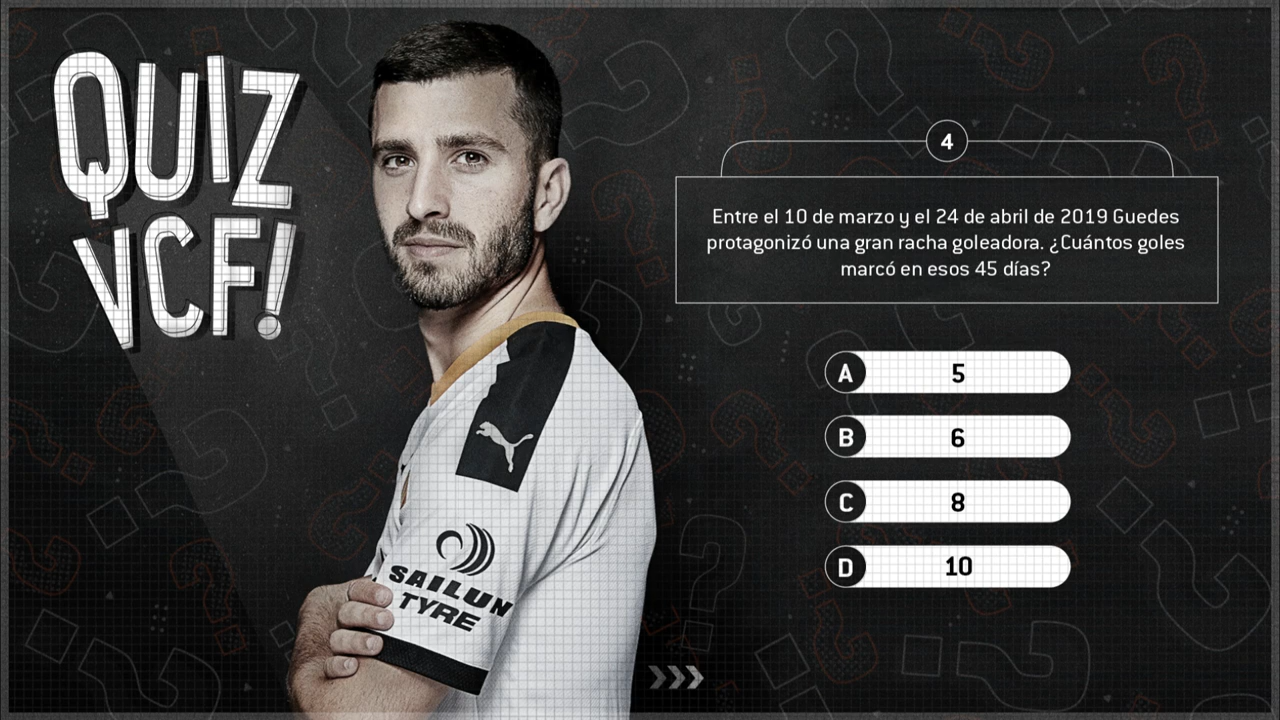 QUIZ
VCF!
4
Entre el 10 de marzo y el 24 de abril de 2019 Guedes
protagonizó una gran racha goleadora. ¿Cuántos goles
marcó en esos 45 días?
A 5
B 6
C 8
D 10
SAILUN
TYRE